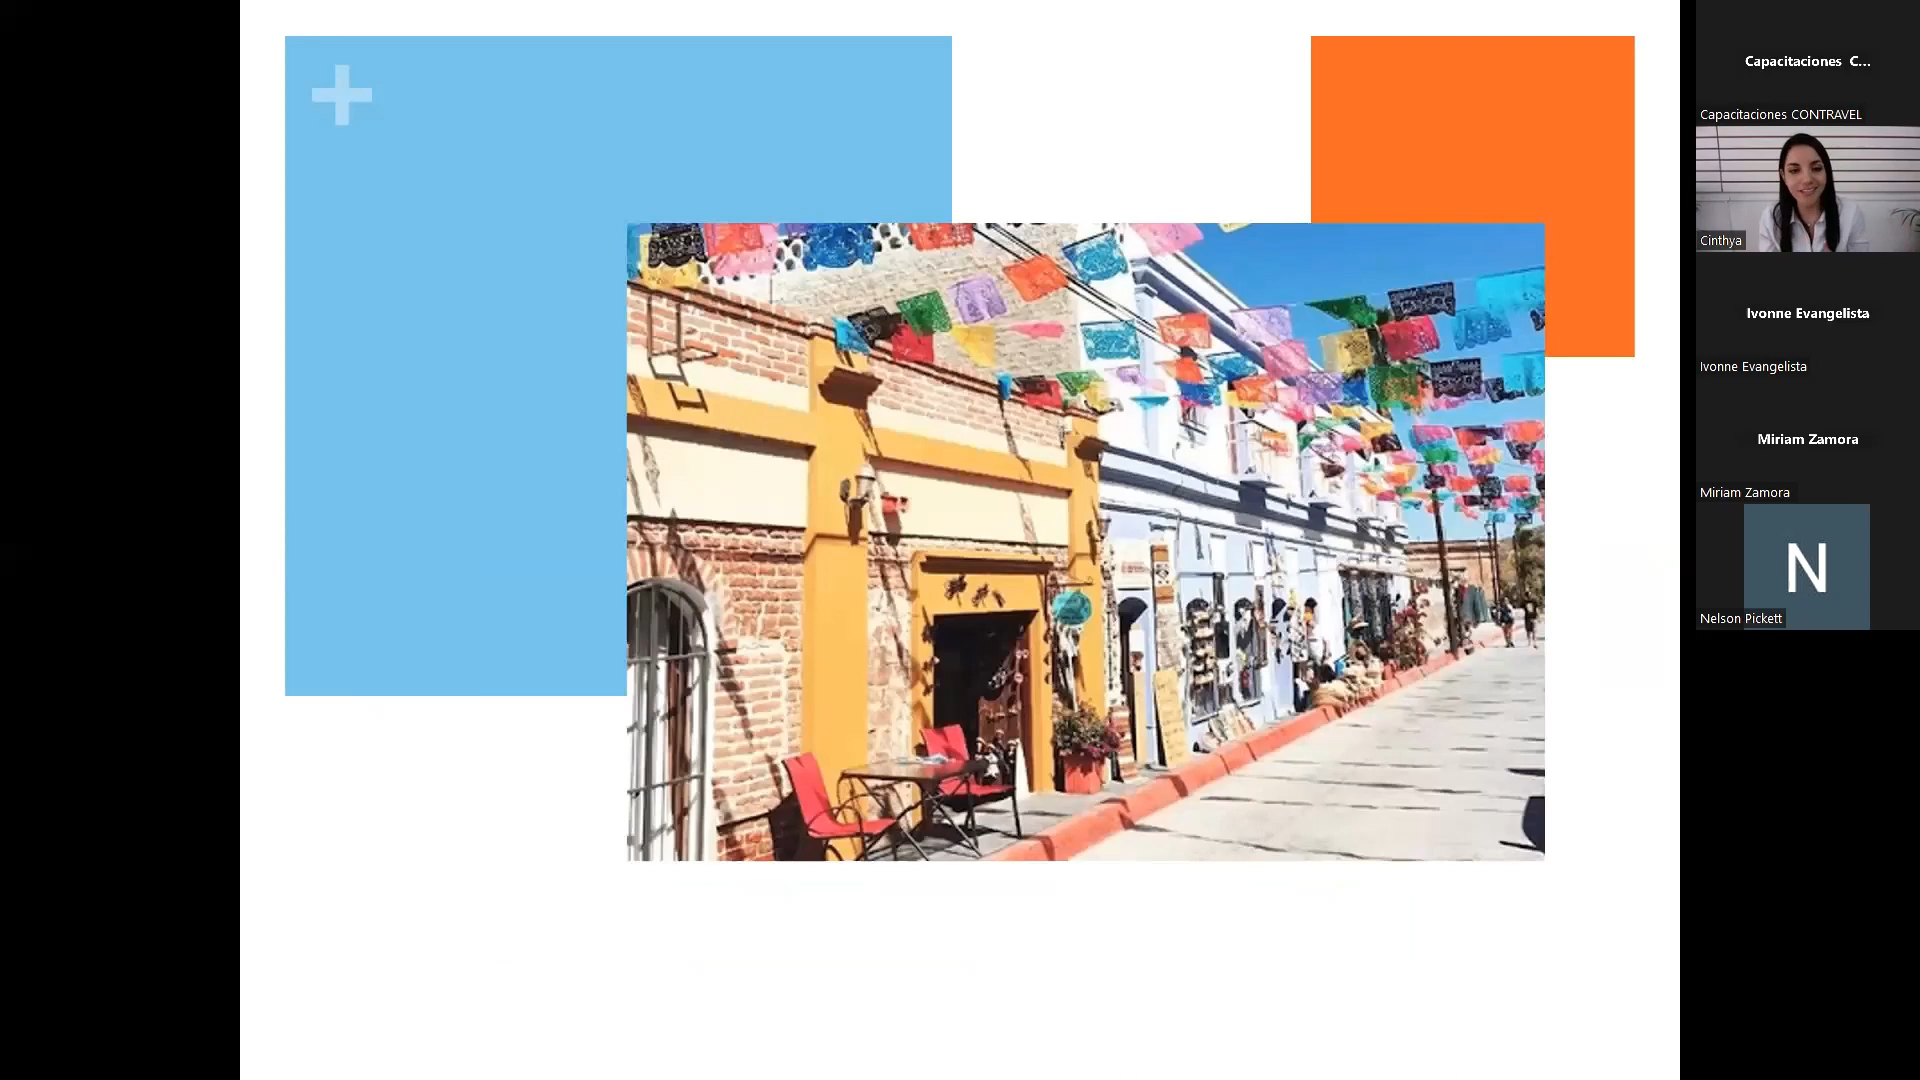 Capacitaciones C...
Capacitaciones CONTRAVEL
Cinthya
Ivonne Evangelista
Ivonne Evangelista
Miriam Zamora
Miriam Zamora
N
Nelson Pickett